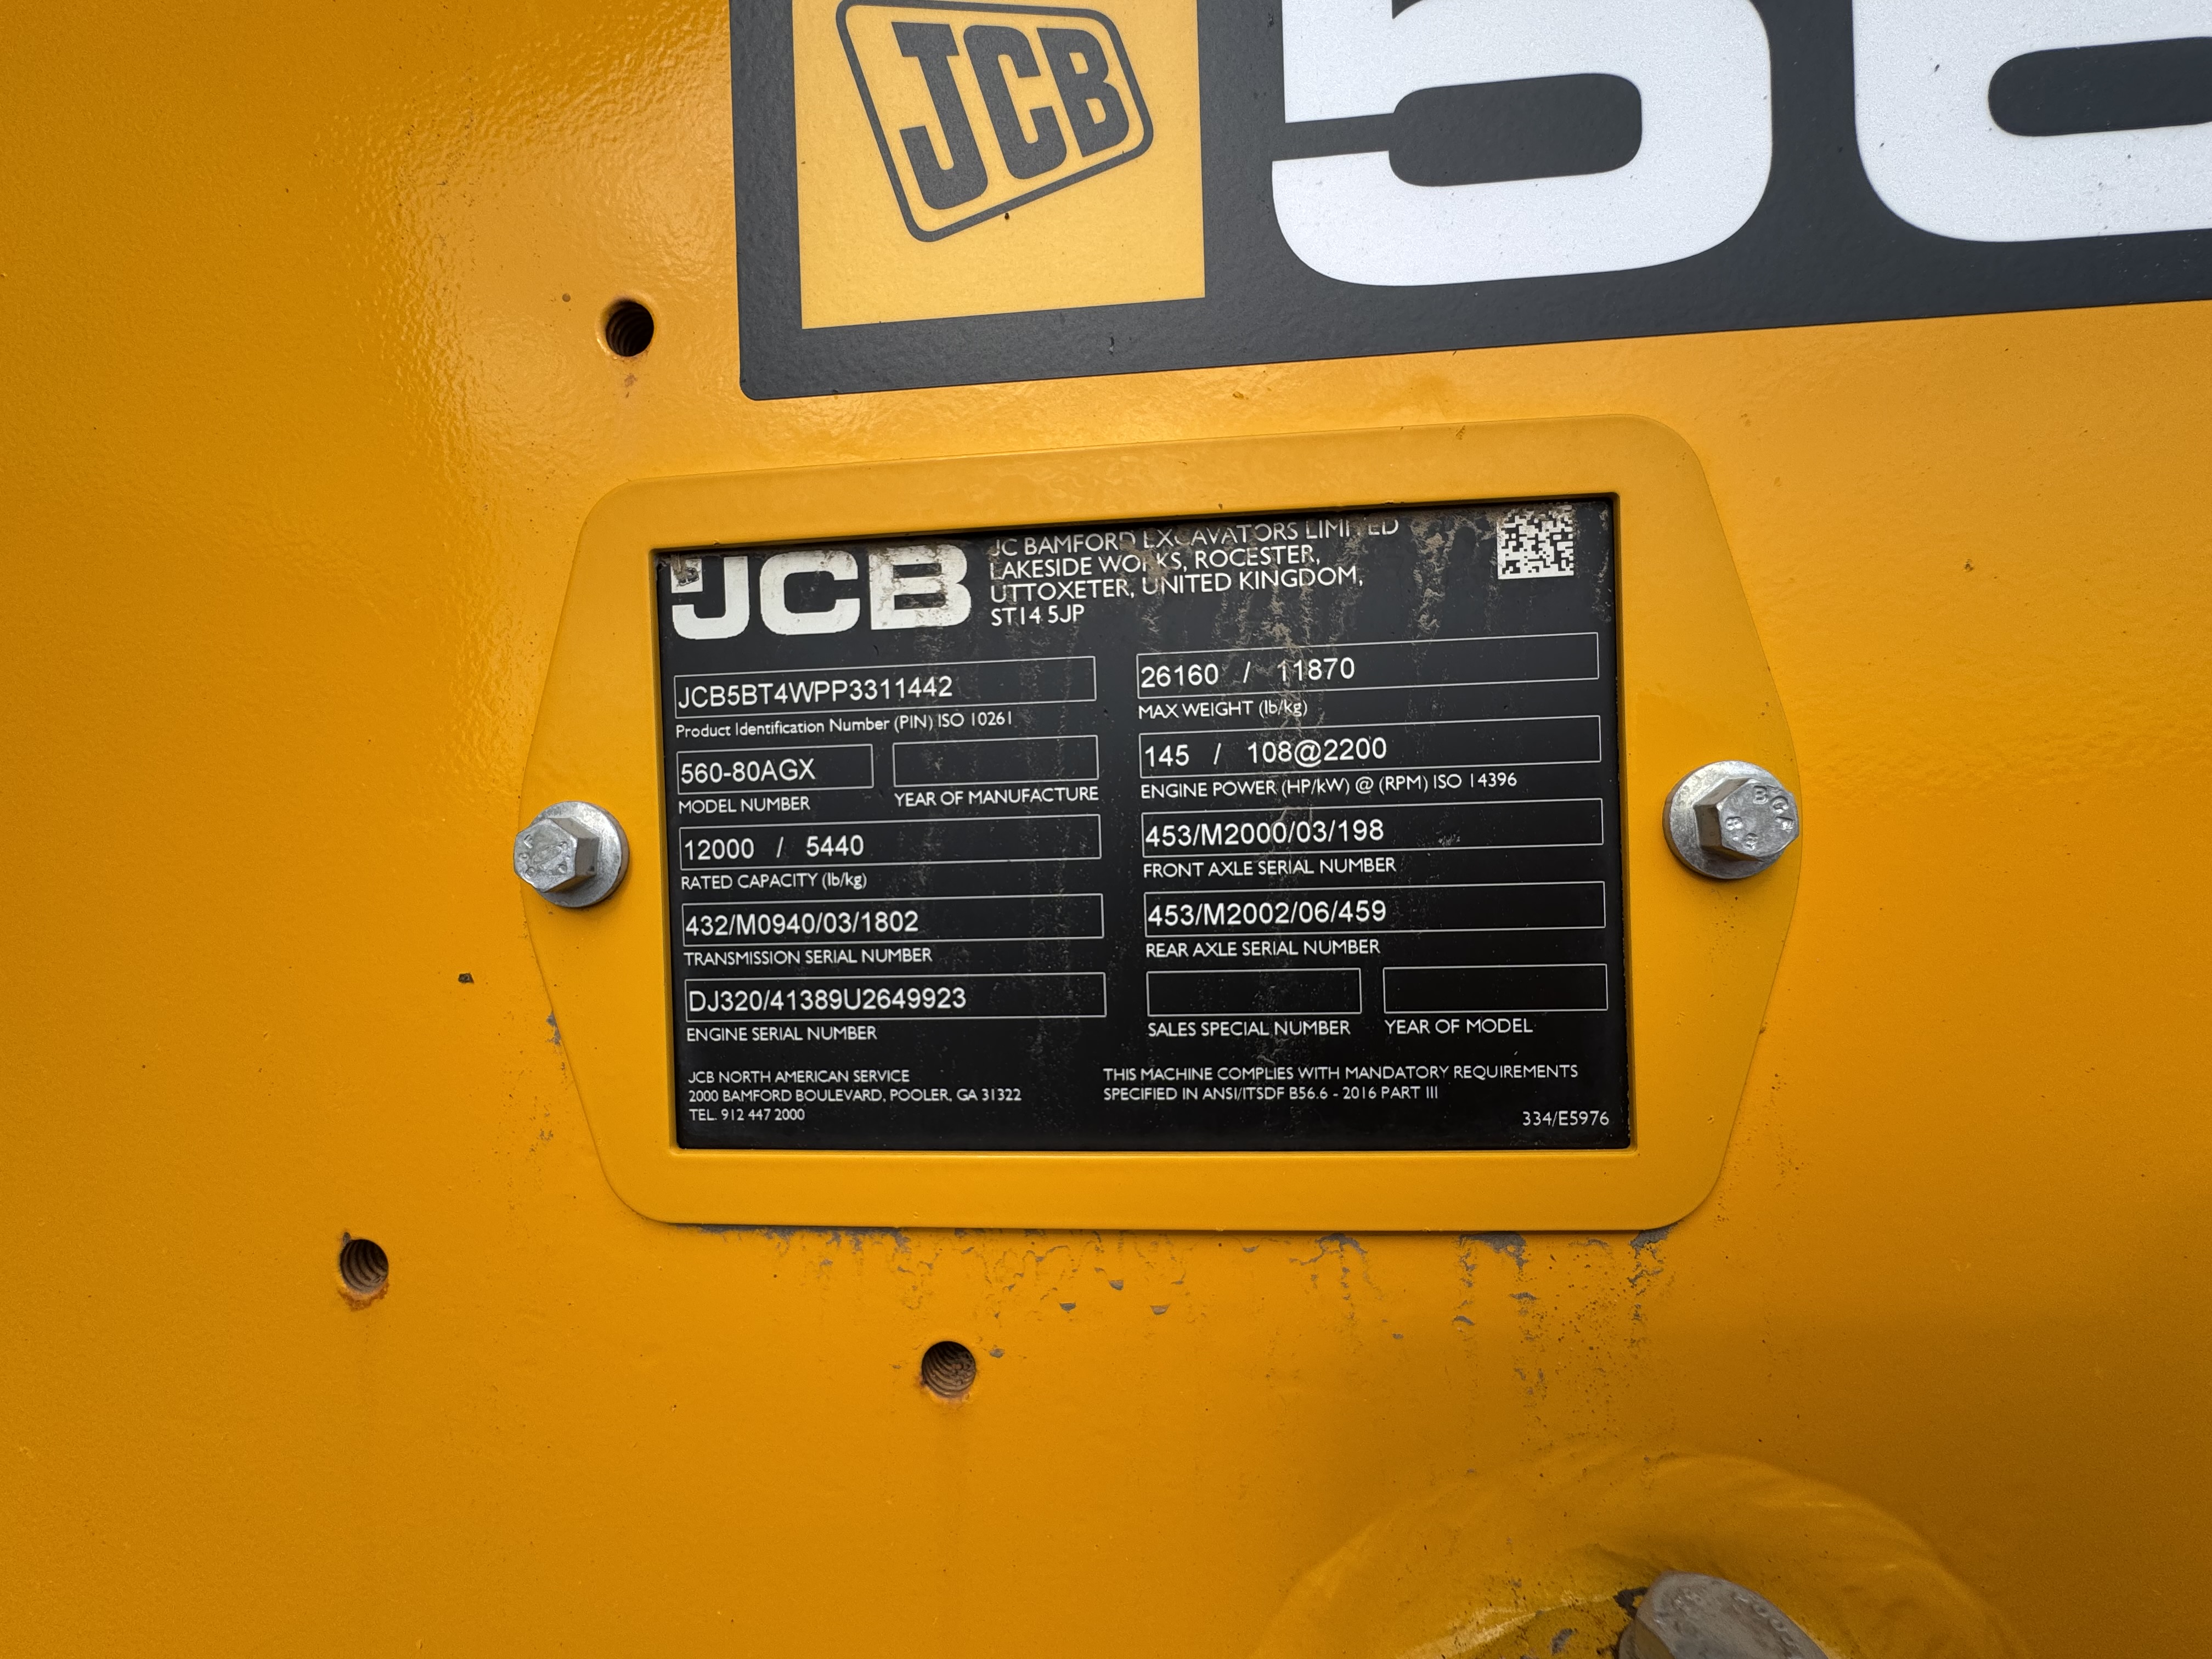 JCB
JCB
JC BAMFORD EXCAVATORS LIMITED
LAKESIDE WORKS, ROCESTER,
UTTOXETER, UNITED KINGDOM,
ST14 5JP
JCB5BT4WPP3311442
Product Identification Number (PIN) ISO 10261
560-80AGX
MODEL NUMBER
YEAR OF MANUFACTURE
12000 / 5440
RATED CAPACITY (lb/kg)
432/M0940/03/1802
TRANSMISSION SERIAL NUMBER
DJ320/41389U2649923
ENGINE SERIAL NUMBER
26160 / 11870
MAX WEIGHT (lb/kg)
145 / 108@2200
ENGINE POWER (HP/kW) @ (RPM) ISO 14396
453/M2000/03/198
FRONT AXLE SERIAL NUMBER
453/M2002/06/459
REAR AXLE SERIAL NUMBER
SALES SPECIAL NUMBER
YEAR OF MODEL
JCB NORTH AMERICAN SERVICE
2000 BAMFORD BOULEVARD, POOLER, GA 31322
TEL. 912 447 2000
THIS MACHINE COMPLIES WITH MANDATORY REQUIREMENTS
SPECIFIED IN ANSI/ITSDF B56.6 - 2016 PART III
334/E5976